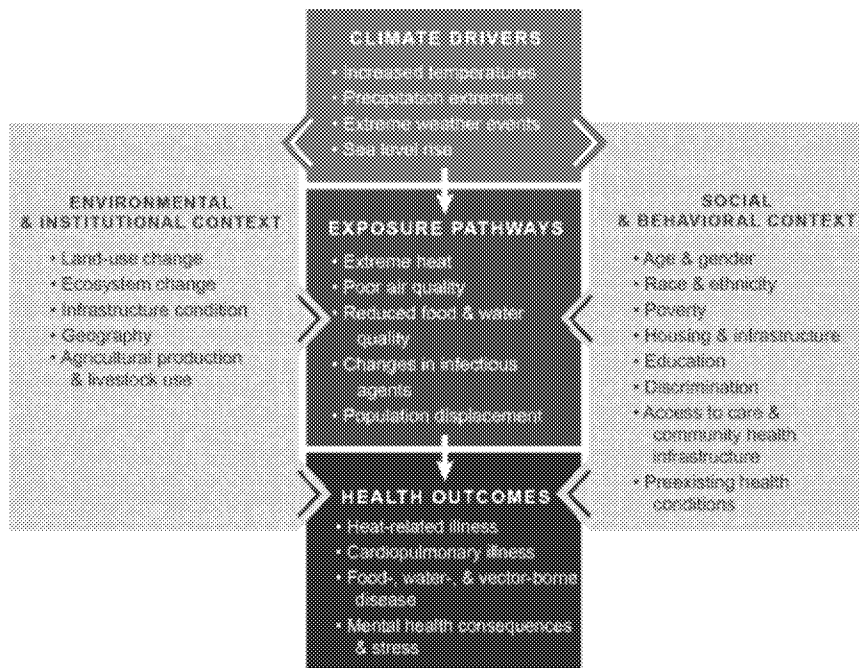 CLIMATE DRIVERS
• Increased temperatures
• Precipitation extremes
• Extreme weather events
• Sea level rise
ENVIRONMENTAL
& INSTITUTIONAL CONTEXT
• Land-use change
• Ecosystem change
• Infrastructure condition
• Geography
• Agricultural production
& livestock use
EXPOSURE PATHWAYS
• Extreme heat
• Poor air quality
• Reduced food & water
quality
• Changes in infectious
agents
• Population displacement
SOCIAL
& BEHAVIORAL CONTEXT
• Age & gender
• Race & ethnicity
• Poverty
• Housing & infrastructure
• Education
• Discrimination
• Access to care &
community health
infrastructure
• Preexisting health
conditions
HEALTH OUTCOMES
• Heat-related illness
• Cardiopulmonary illness
• Food-, water-, & vector-borne
disease
• Mental health consequences
& stress